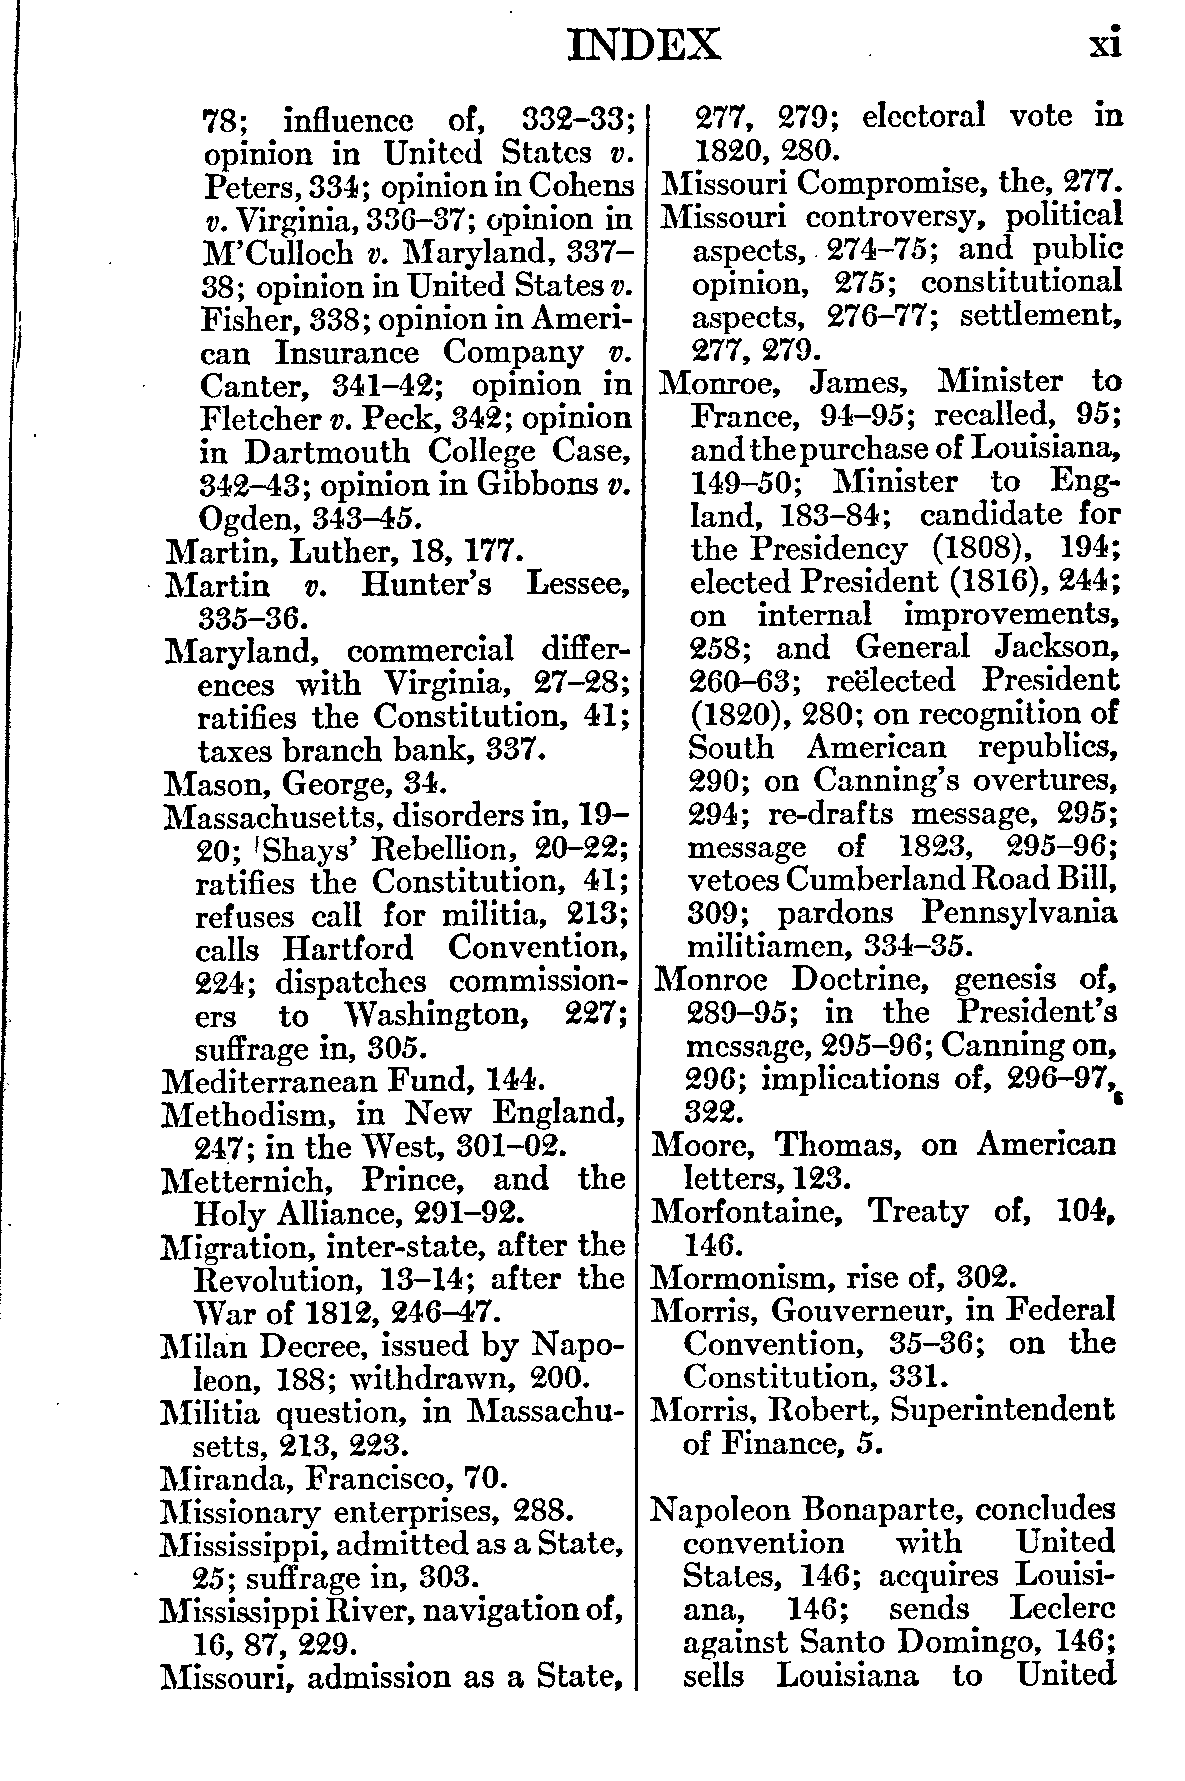 INDEX xi
78; influence of, 332–33;
opinion in United States v.
Peters, 334; opinion in Cohens
v. Virginia, 336–37; opinion in
M'Culloch v. Maryland, 337–
38; opinion in United States v.
Fisher, 338; opinion in Ameri-
can Insurance Company v.
Canter, 341–42; opinion in
Fletcher v. Peck, 342; opinion
in Dartmouth College Case,
342–43; opinion in Gibbons v.
Ogden, 343–45.
Martin, Luther, 18, 177.
Martin v. Hunter's Lessee,
335–36.
Maryland, commercial differ-
ences with Virginia, 27–28;
ratifies the Constitution, 41;
taxes branch bank, 337.
Mason, George, 34.
Massachusetts, disorders in, 19–
20; 'Shays' Rebellion, 20–22;
ratifies the Constitution, 41;
refuses call for militia, 213;
calls Hartford Convention,
224; dispatches commission-
ers to Washington, 227;
suffrage in, 305.
Mediterranean Fund, 144.
Methodism, in New England,
247; in the West, 301–02.
Metternich, Prince, and the
Holy Alliance, 291–92.
Migration, inter-state, after the
Revolution, 13–14; after the
War of 1812, 246–47.
Milan Decree, issued by Napo-
leon, 188; withdrawn, 200.
Militia question, in Massachu-
setts, 213, 223.
Miranda, Francisco, 70.
Missionary enterprises, 288.
Mississippi, admitted as a State,
25; suffrage in, 303.
Mississippi River, navigation of,
16, 87, 229.
Missouri, admission as a State,
277, 279; electoral vote in
1820, 280.
Missouri Compromise, the, 277.
Missouri controversy, political
aspects, 274–75; and public
opinion, 275; constitutional
aspects, 276–77; settlement,
277, 279.
Monroe, James, Minister to
France, 94–95; recalled, 95;
and the purchase of Louisiana,
149–50; Minister to Eng-
land, 183–84; candidate for
the Presidency (1808), 194;
elected President (1816), 244;
on internal improvements,
258; and General Jackson,
260–63; reëlected President
(1820), 280; on recognition of
South American republics,
290; on Canning's overtures,
294; re-drafts message, 295;
message of 1823, 295–96;
vetoes Cumberland Road Bill,
309; pardons Pennsylvania
militiamen, 334–35.
Monroe Doctrine, genesis of,
289–95; in the President's
message, 295–96; Canning on,
296; implications of, 296–97,
322.
Moore, Thomas, on American
letters, 123.
Morfontaine, Treaty of, 104,
146.
Mormonism, rise of, 302.
Morris, Gouverneur, in Federal
Convention, 35–36; on the
Constitution, 331.
Morris, Robert, Superintendent
of Finance, 5.
Napoleon Bonaparte, concludes
convention with United
States, 146; acquires Louisi-
ana, 146; sends Leclerc
against Santo Domingo, 146;
sells Louisiana to United